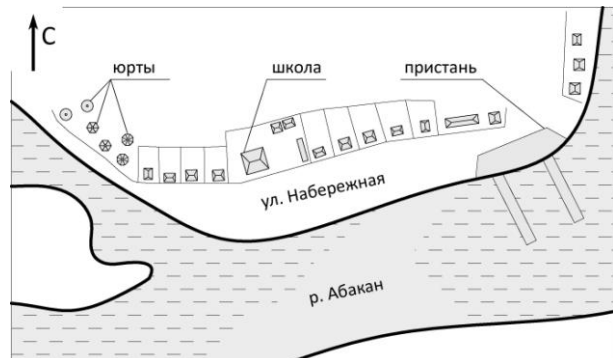 С
юрты
школа
пристань
ул. Набережная
р. Абакан